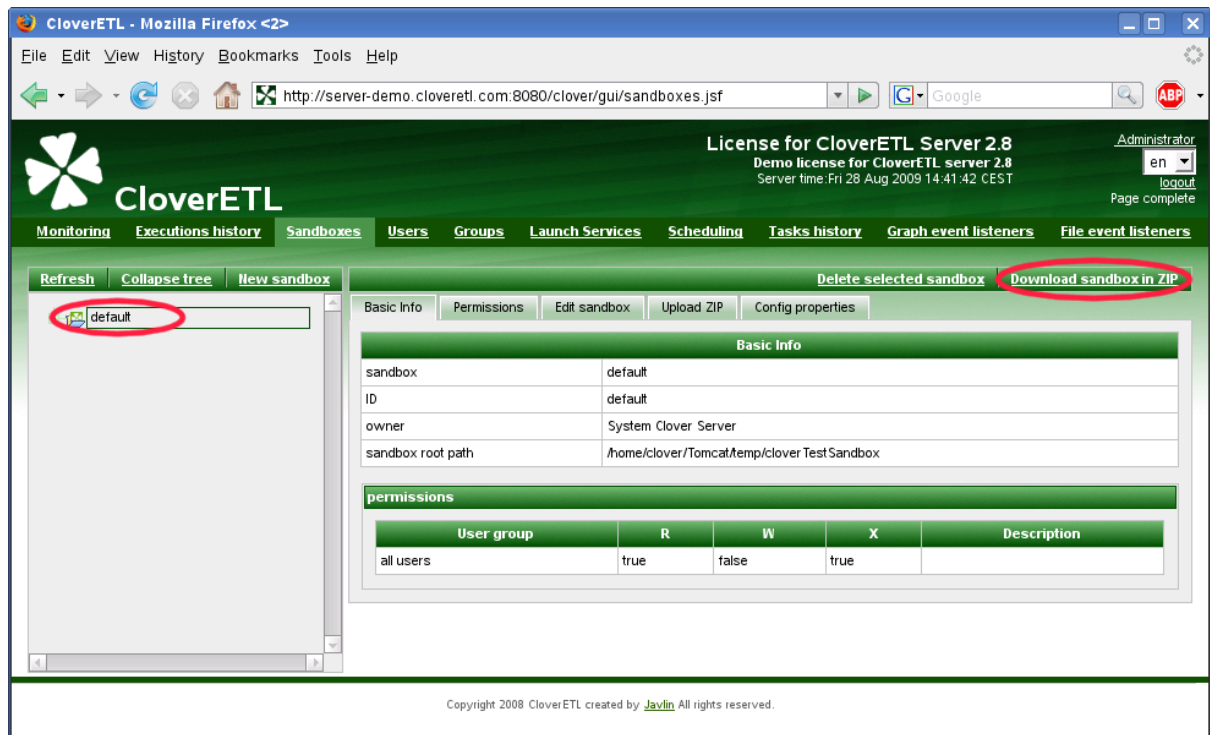 CloverETL - Mozilla Firefox <2>
File Edit View History Bookmarks Tools Help
http://server-demo.cloveretl.com:8080/clover/gui/sandboxes.jsf G Google ABP
CloverETL
License for CloverETL Server 2.8
Demo license for CloverETL server 2.8
Server time:Fri 28 Aug 2009 14:41:42 CEST
Administrator
en
logout
Page complete
Monitoring Executions history Sandboxes Users Groups Launch Services Scheduling Tasks history Graph event listeners File event listeners
Refresh Collapse tree New sandbox
default
Delete selected sandbox Download sandbox in ZIP
Basic Info Permissions Edit sandbox Upload ZIP Config properties
Basic Info
sandbox default
ID default
owner System Clover Server
sandbox root path /home/clover/Tomcat/temp/cloverTestSandbox
permissions
User group R W X Description
all users true false true
Copyright 2008 CloverETL created by Javlin All rights reserved.